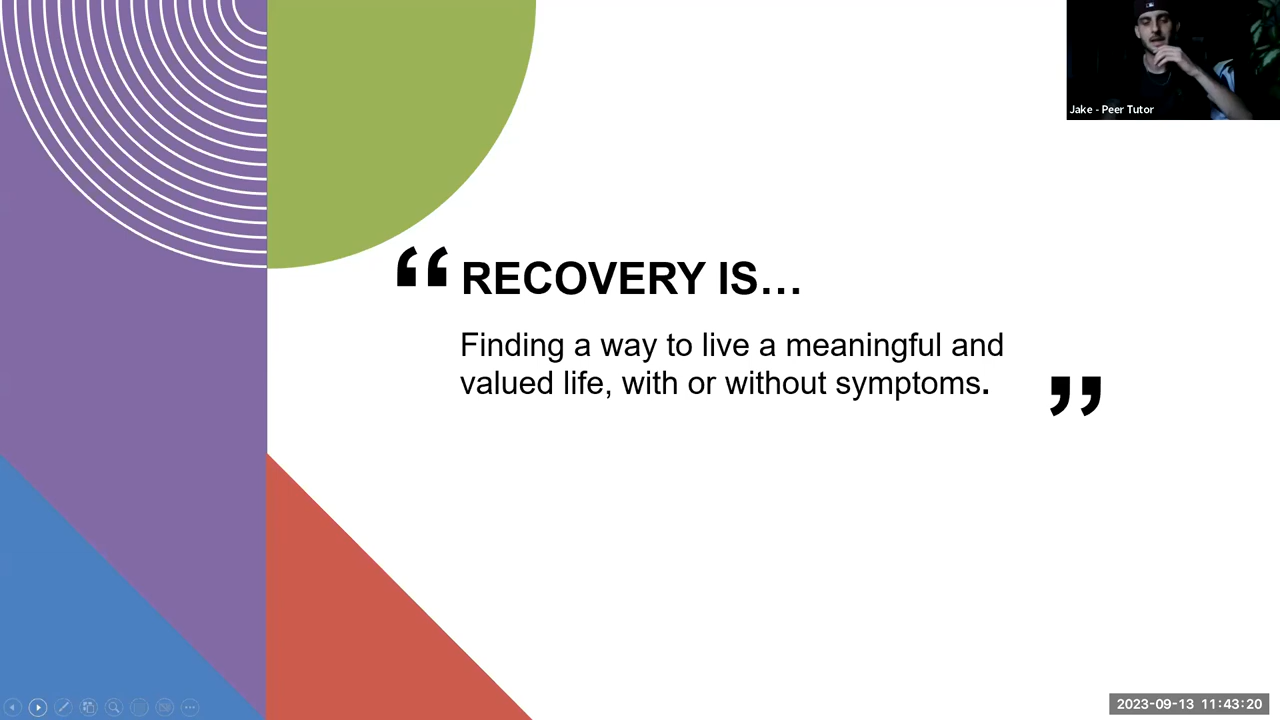 Jake - Peer Tutor
“ RECOVERY IS…
Finding a way to live a meaningful and
valued life, with or without symptoms. ”
2023-09-13 11:43:20